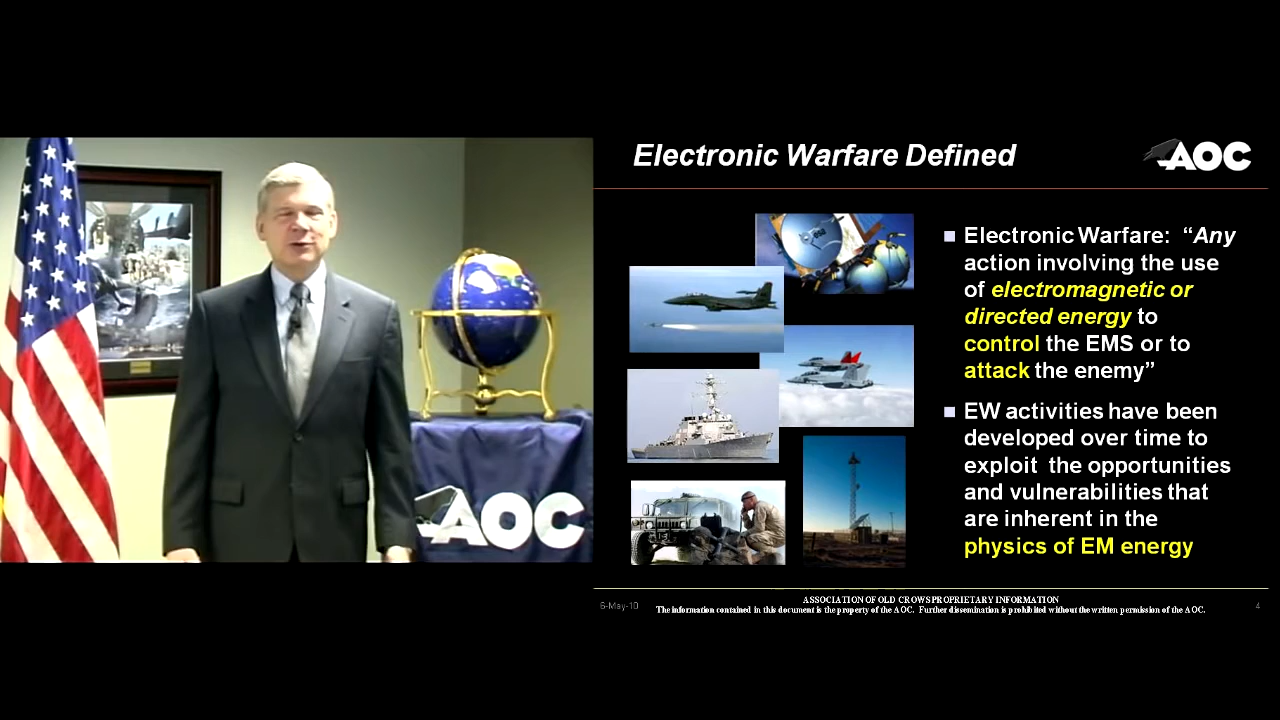 Electronic Warfare Defined
AOC
Electronic Warfare: “Any
action involving the use
of electromagnetic or
directed energy to
control the EMS or to
attack the enemy”
EW activities have been
developed over time to
exploit the opportunities
and vulnerabilities that
are inherent in the
physics of EM energy
AOC
6-May-10
ASSOCIATION OF OLD CROWS PROPRIETARY INFORMATION
The information contained in this document is the property of the AOC. Further dissemination is prohibited without the written permission of the AOC.
4